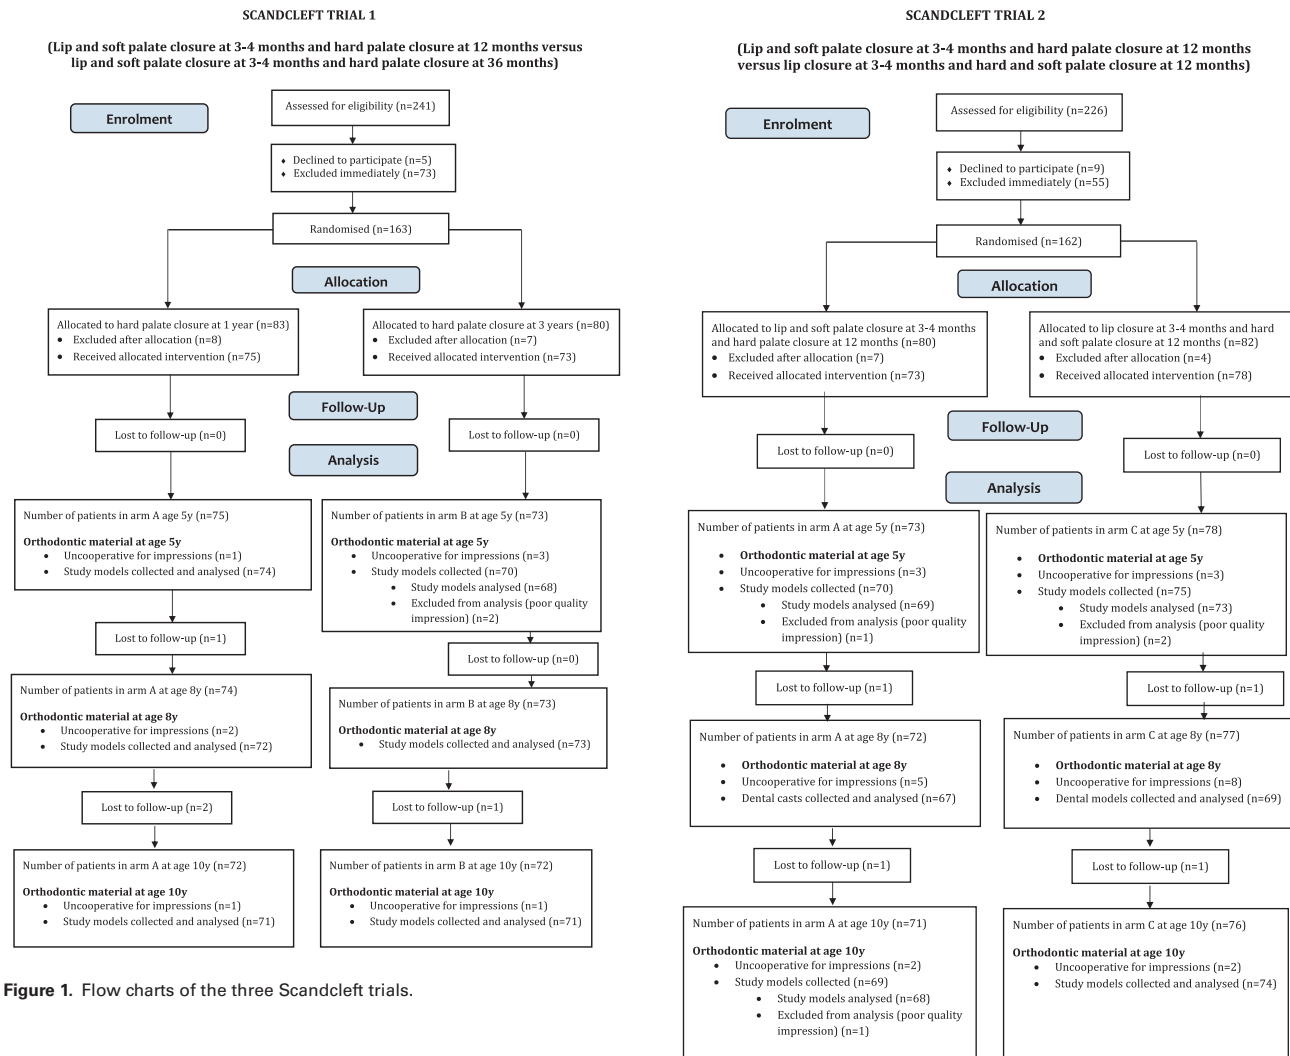 SCANDCLEFT TRIAL 1
(Lip and soft palate closure at 3-4 months and hard palate closure at 12 months versus
lip and soft palate closure at 3-4 months and hard palate closure at 36 months)
Enrolment
Assessed for eligibility (n=241)
♦ Declined to participate (n=5)
♦ Excluded immediately (n=73)
Randomised (n=163)
Allocation
Allocated to hard palate closure at 1 year (n=83)
• Excluded after allocation (n=8)
• Received allocated intervention (n=75)
Allocated to hard palate closure at 3 years (n=80)
• Excluded after allocation (n=7)
• Received allocated intervention (n=73)
Follow-Up
Lost to follow-up (n=0)
Lost to follow-up (n=0)
Analysis
Number of patients in arm A age 5y (n=75)
Orthodontic material at age 5y
• Uncooperative for impressions (n=1)
• Study models collected and analysed (n=74)
Number of patients in arm B at age 5y (n=73)
Orthodontic material at age 5y
• Uncooperative for impressions (n=3)
• Study models collected (n=70)
• Study models analysed (n=68)
• Excluded from analysis (poor quality
impression) (n=2)
Lost to follow-up (n=1)
Lost to follow-up (n=0)
Number of patients in arm A at age 8y (n=74)
Orthodontic material at age 8y
• Uncooperative for impressions (n=2)
• Study models collected and analysed (n=72)
Number of patients in arm B at age 8y (n=73)
Orthodontic material at age 8y
• Study models collected and analysed (n=73)
Lost to follow-up (n=2)
Lost to follow-up (n=1)
Number of patients in arm A at age 10y (n=72)
Orthodontic material at age 10y
• Uncooperative for impressions (n=1)
• Study models collected and analysed (n=71)
Number of patients in arm B at age 10y (n=72)
Orthodontic material at age 10y
• Uncooperative for impressions (n=1)
• Study models collected and analysed (n=71)
Figure 1. Flow charts of the three Scandcleft trials.
SCANDCLEFT TRIAL 2
(Lip and soft palate closure at 3-4 months and hard palate closure at 12 months
versus lip closure at 3-4 months and hard and soft palate closure at 12 months)
Enrolment
Assessed for eligibility (n=226)
♦ Declined to participate (n=9)
♦ Excluded immediately (n=55)
Randomised (n=162)
Allocation
Allocated to lip and soft palate closure at 3-4 months
and hard palate closure at 12 months (n=80)
• Excluded after allocation (n=7)
• Received allocated intervention (n=73)
Allocated to lip closure at 3-4 months and hard
and soft palate closure at 12 months (n=82)
• Excluded after allocation (n=4)
• Received allocated intervention (n=78)
Follow-Up
Lost to follow-up (n=0)
Lost to follow-up (n=0)
Analysis
Number of patients in arm A at age 5y (n=73)
• Orthodontic material at age 5y
• Uncooperative for impressions (n=3)
• Study models collected (n=70)
• Study models analysed (n=69)
• Excluded from analysis (poor quality
impression) (n=1)
Number of patients in arm C at age 5y (n=78)
• Orthodontic material at age 5y
• Uncooperative for impressions (n=3)
• Study models collected (n=75)
• Study models analysed (n=73)
• Excluded from analysis (poor quality
impression) (n=2)
Lost to follow-up (n=1)
Lost to follow-up (n=1)
Number of patients in arm A at age 8y (n=72)
• Orthodontic material at age 8y
• Uncooperative for impressions (n=5)
• Dental casts collected and analysed (n=67)
Number of patients in arm C at age 8y (n=77)
• Orthodontic material at age 8y
• Uncooperative for impressions (n=8)
• Dental models collected and analysed (n=69)
Lost to follow-up (n=1)
Lost to follow-up (n=1)
Number of patients in arm A at age 10y (n=71)
Orthodontic material at age 10y
• Uncooperative for impressions (n=2)
• Study models collected (n=69)
• Study models analysed (n=68)
• Excluded from analysis (poor quality
impression) (n=1)
Number of patients in arm C at age 10y (n=76)
Orthodontic material at age 10y
• Uncooperative for impressions (n=2)
• Study models collected and analysed (n=74)